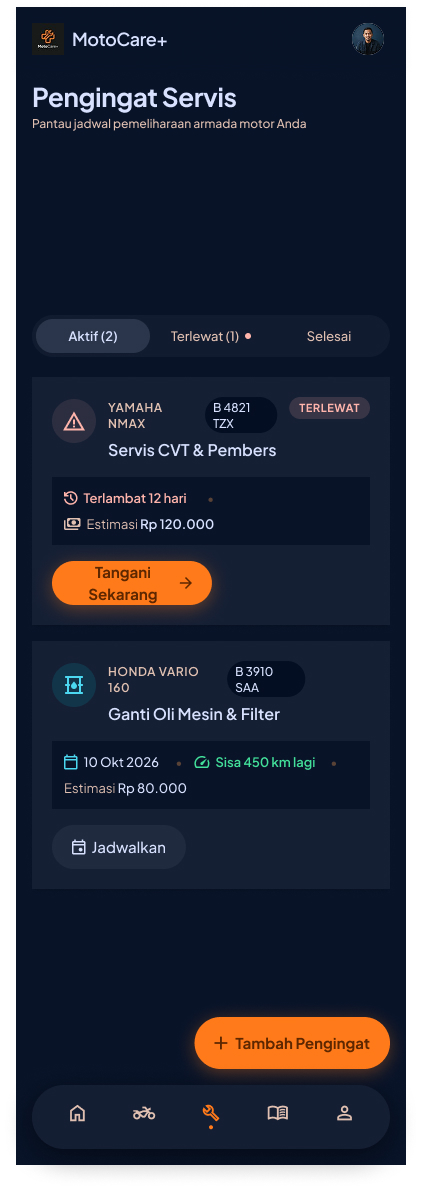 MotoCare+
MotoCare+
Pengingat Servis
Pantau jadwal pemeliharaan armada motor Anda
Aktif (2)
Terlewat (1)
Selesai
YAMAHA
NMAX
B 4821
TZX
TERLEWAT
Servis CVT & Pembers
Terlambat 12 hari
Estimasi Rp 120.000
Tangani
Sekarang
HONDA VARIO
160
B 3910
SAA
Ganti Oli Mesin & Filter
10 Okt 2026
Sisa 450 km lagi
Estimasi Rp 80.000
Jadwalkan
Tambah Pengingat